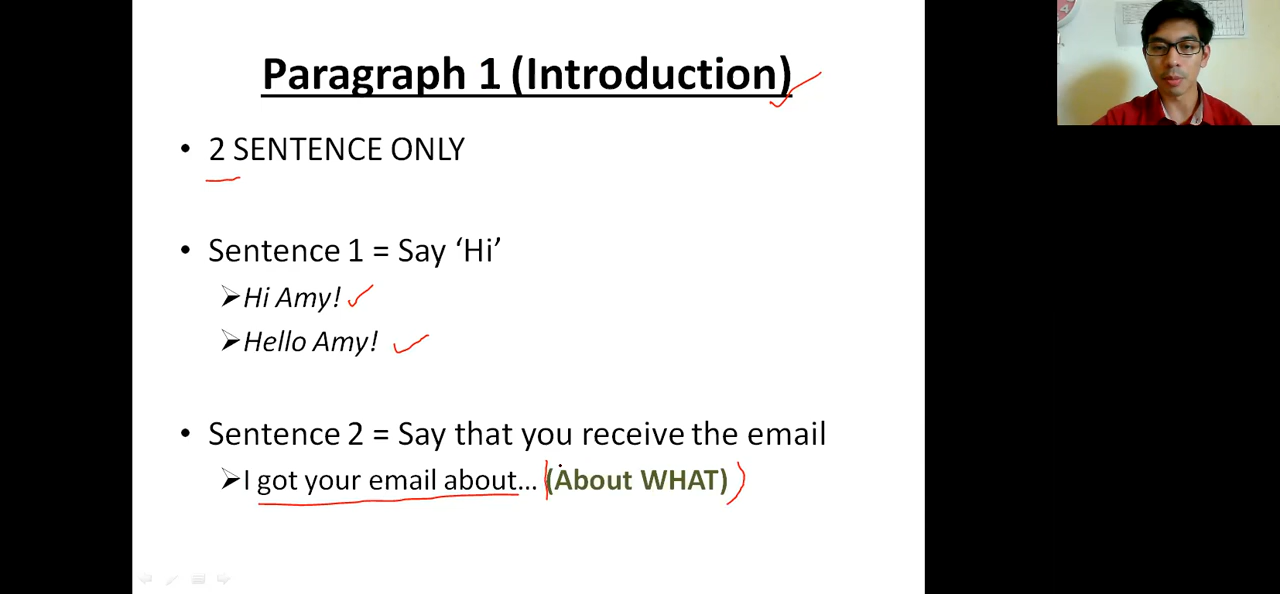 Paragraph 1 (Introduction)
• 2 SENTENCE ONLY
• Sentence 1 = Say ‘Hi’
➢Hi Amy!
➢Hello Amy!
• Sentence 2 = Say that you receive the email
➢I got your email about... (About WHAT)